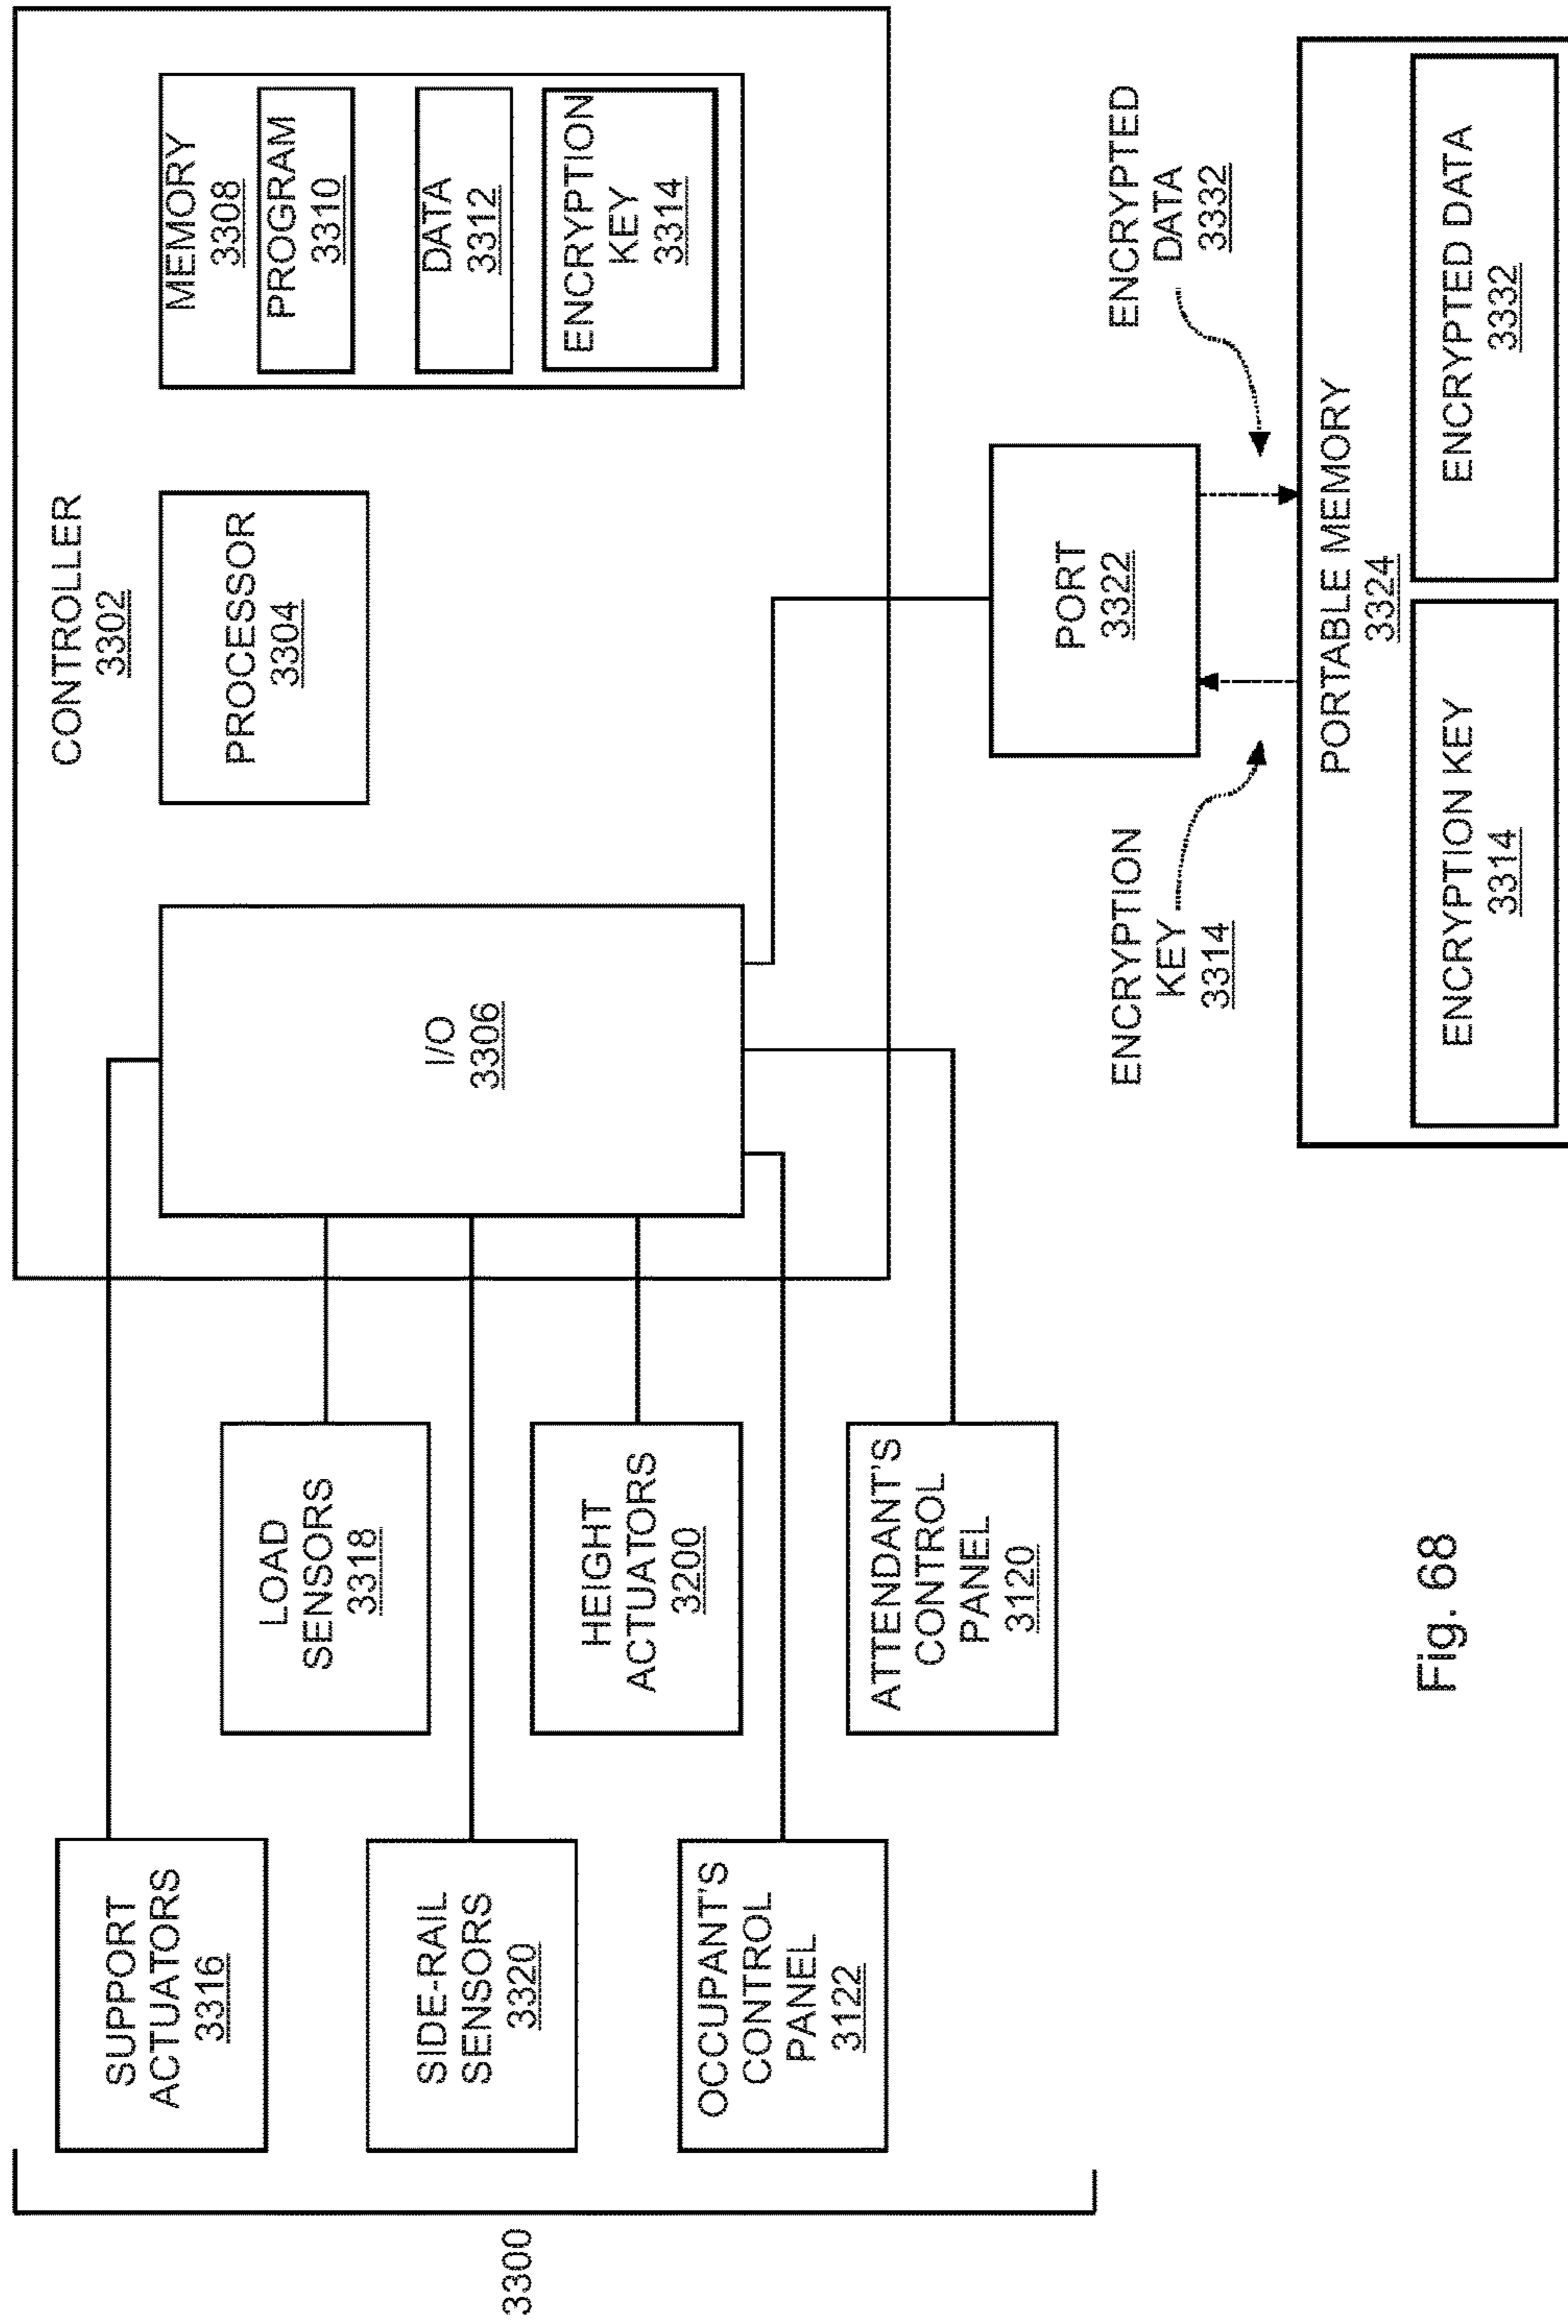 3300
SUPPORT
ACTUATORS
3316
SIDE-RAIL
SENSORS
3320
OCCUPANT'S
CONTROL
PANEL
3122
LOAD
SENSORS
3318
HEIGHT
ACTUATORS
3200
ATTENDANT'S
CONTROL
PANEL
3120
CONTROLLER
3302
I/O
3306
PROCESSOR
3304
MEMORY
3308
PROGRAM
3310
DATA
3312
ENCRYPTION
KEY
3314
PORT
3322
ENCRYPTION
KEY
3314
ENCRYPTED
DATA
3332
PORTABLE MEMORY
3324
ENCRYPTION KEY
3314
ENCRYPTED DATA
3332
Fig. 68